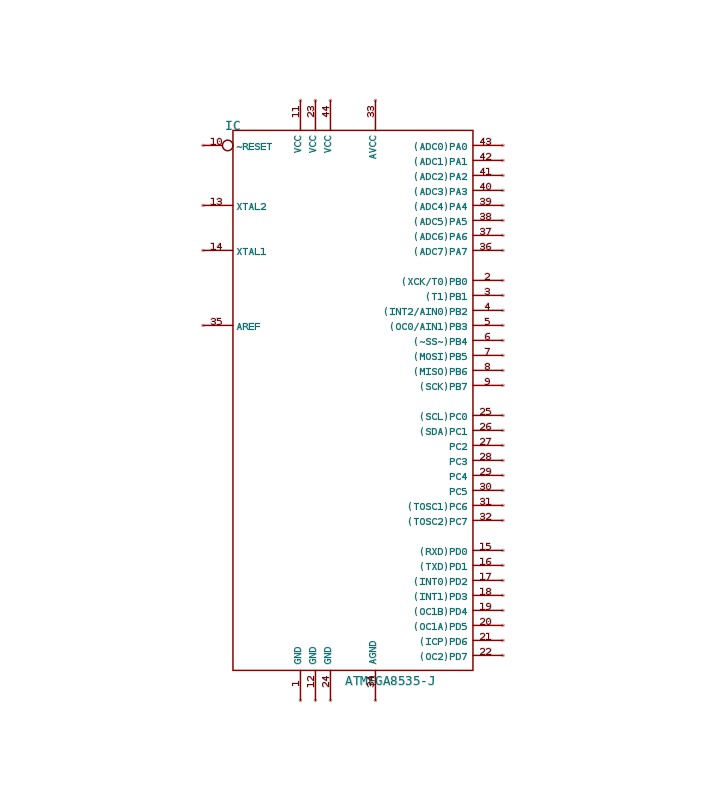 11 23 44 33
IC
10 ~RESET VCC VCC VCC AVCC (ADC0)PA0 43
(ADC1)PA1 42
(ADC2)PA2 41
(ADC3)PA3 40
13 XTAL2 (ADC4)PA4 39
(ADC5)PA5 38
(ADC6)PA6 37
14 XTAL1 (ADC7)PA7 36
(XCK/T0)PB0 2
(T1)PB1 3
(INT2/AIN0)PB2 4
35 AREF (OC0/AIN1)PB3 5
(~SS~)PB4 6
(MOSI)PB5 7
(MISO)PB6 8
(SCK)PB7 9
(SCL)PC0 25
(SDA)PC1 26
PC2 27
PC3 28
PC4 29
PC5 30
(TOSC1)PC6 31
(TOSC2)PC7 32
(RXD)PD0 15
(TXD)PD1 16
(INT0)PD2 17
(INT1)PD3 18
(OC1B)PD4 19
(OC1A)PD5 20
(ICP)PD6 21
(OC2)PD7 22
GND GND GND AGND
1 12 24 34
ATMEGA8535-J